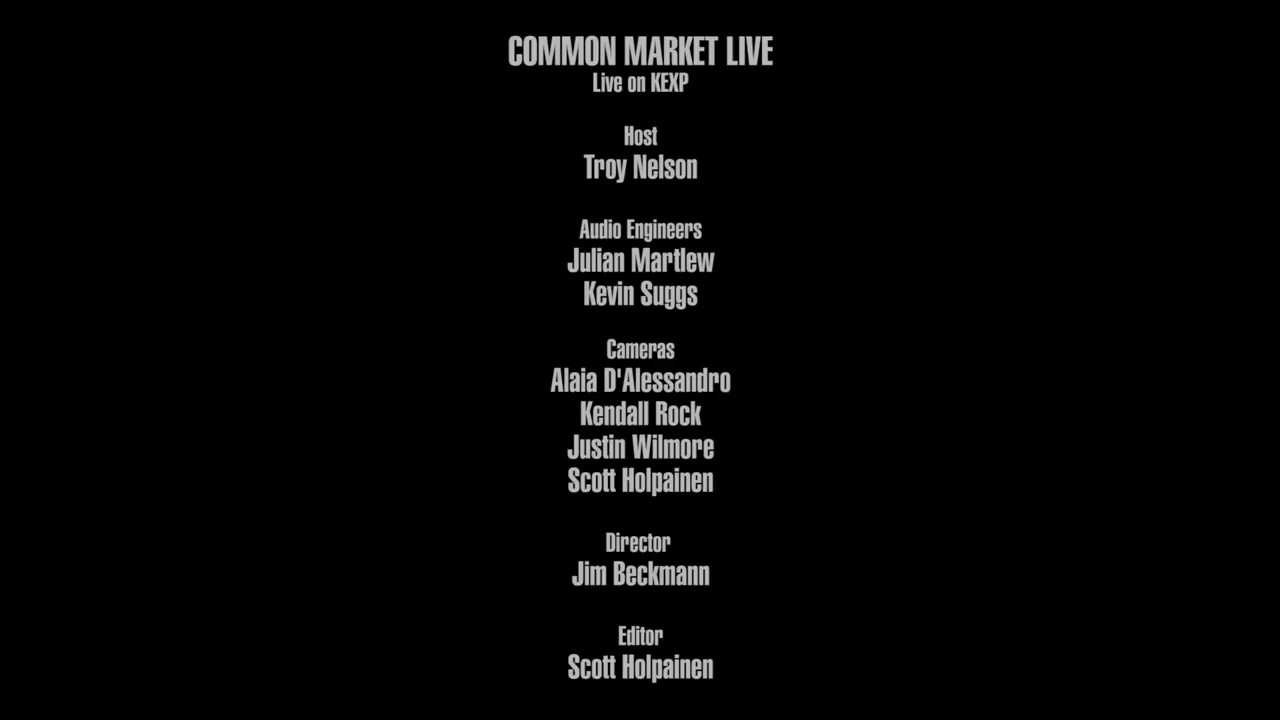 COMMON MARKET LIVE
Live on KEXP
Host
Troy Nelson
Audio Engineers
Julian Martlew
Kevin Suggs
Cameras
Alaia D'Alessandro
Kendall Rock
Justin Wilmore
Scott Holpainen
Director
Jim Beckmann
Editor
Scott Holpainen